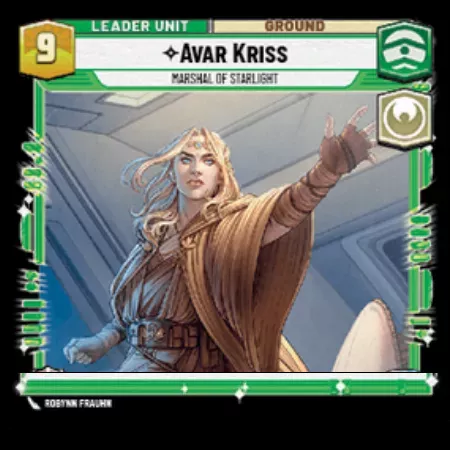 LEADER UNIT
GROUND
9
AVAR KRISS
MARSHAL OF STARLIGHT
ROBYNN FRAUHN